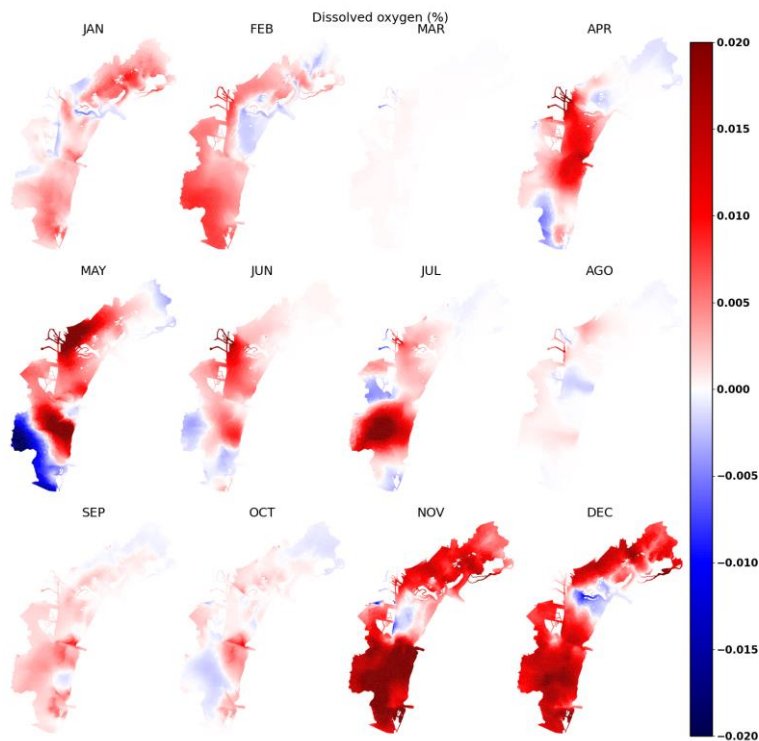 Dissolved oxygen (%)
JAN FEB MAR APR
MAY JUN JUL AGO
SEP OCT NOV DEC
0.020
0.015
0.010
0.005
0.000
−0.005
−0.010
−0.015
−0.020